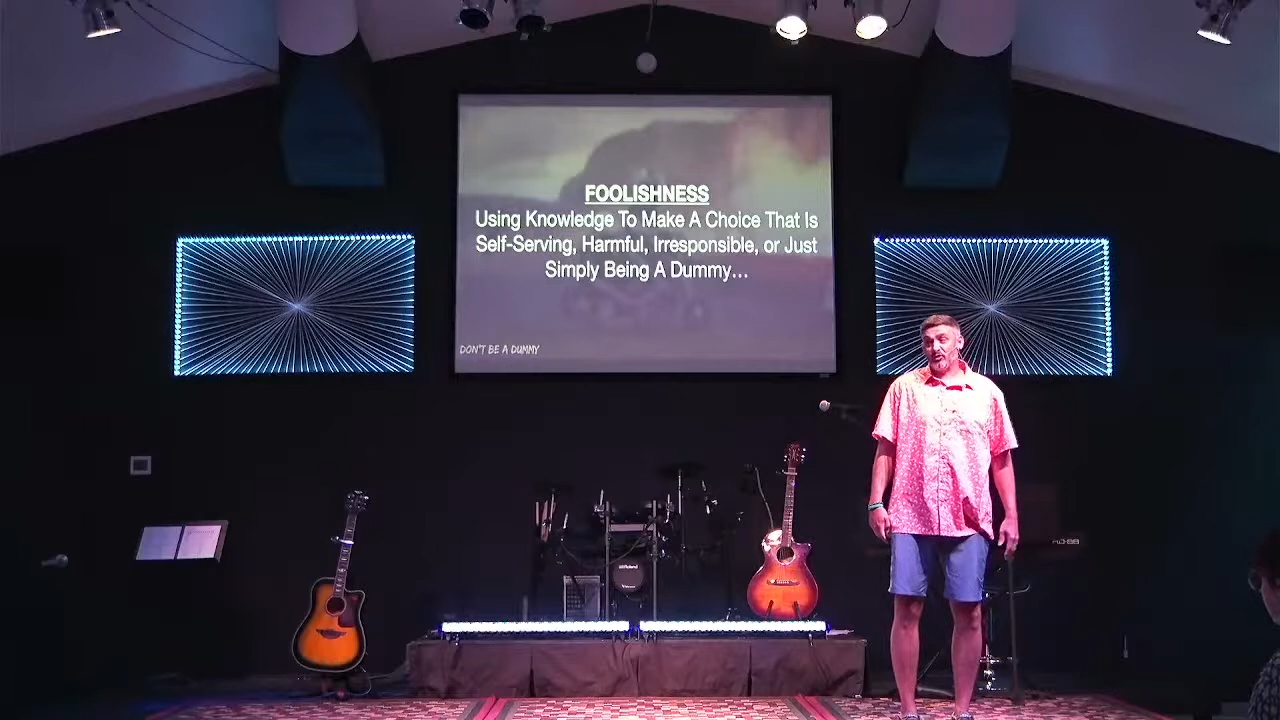 FOOLISHNESS
Using Knowledge To Make A Choice That Is
Self-Serving, Harmful, Irresponsible, or Just
Simply Being A Dummy...
DON'T BE A DUMMY
Roland